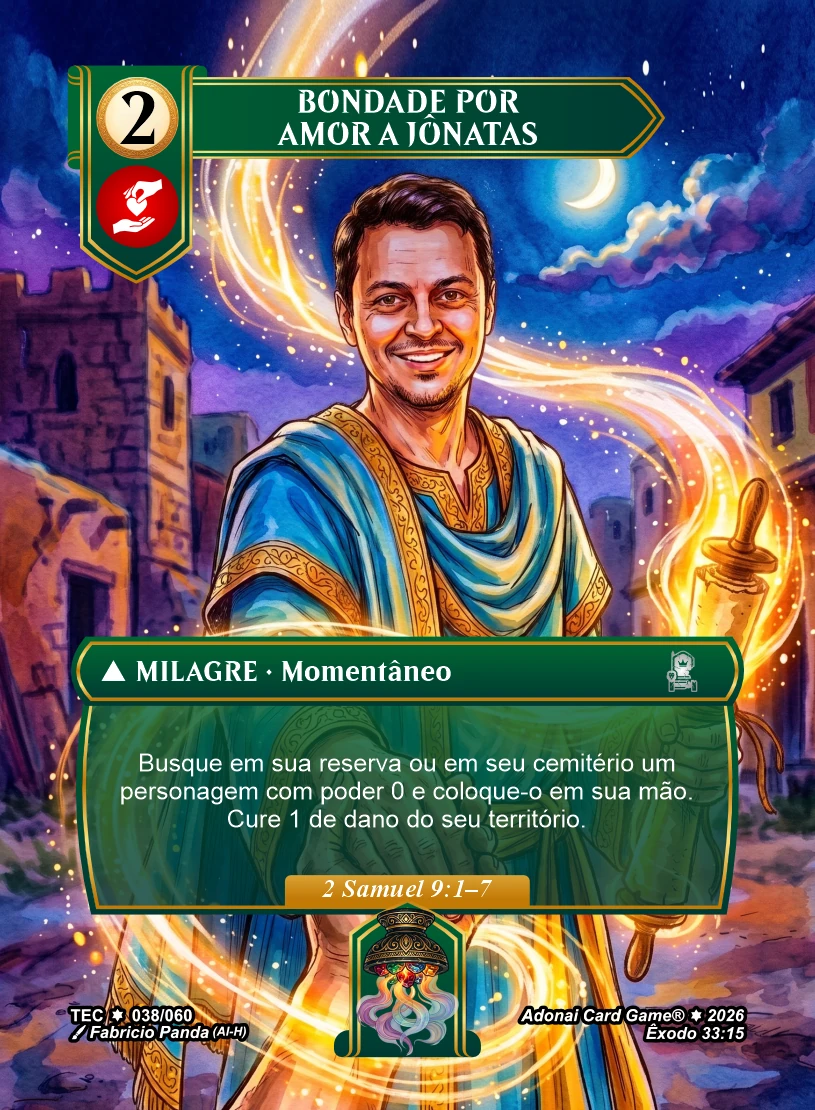 2
BONDADE POR
AMOR A JÔNATAS
MILAGRE · Momentâneo
Busque em sua reserva ou em seu cemitério um
personagem com poder 0 e coloque-o em sua mão.
Cure 1 de dano do seu território.
2 Samuel 9:1–7
TEC ✶ 038/060
Fabrício Panda (AI-H)
Adonai Card Game® ✶ 2026
Êxodo 33:15